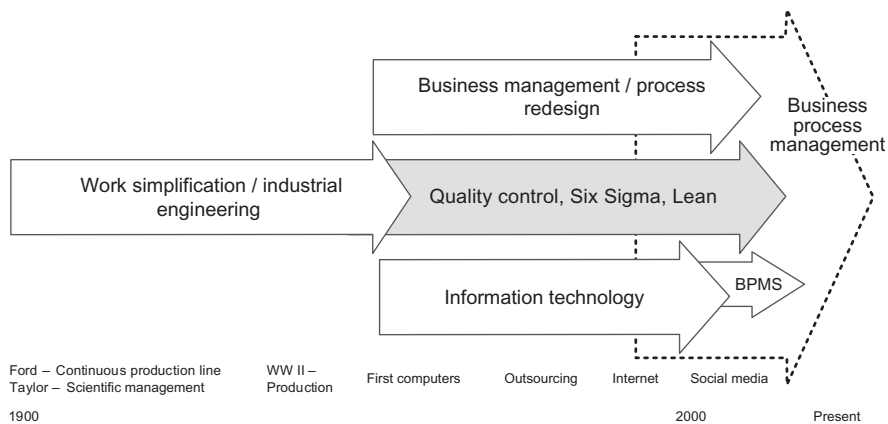 Business management / process
redesign
Business
process
management
Work simplification / industrial
engineering
Quality control, Six Sigma, Lean
Information technology
BPMS
Ford – Continuous production line
Taylor – Scientific management
WW II –
Production
First computers
Outsourcing
Internet
Social media
1900
2000
Present